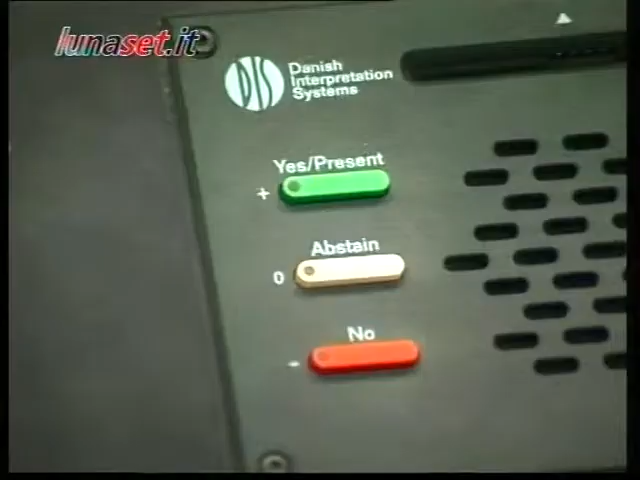 lunaset.it
DIS
Danish
Interpretation
Systems
Yes/Present
+
Abstain
0
No
-